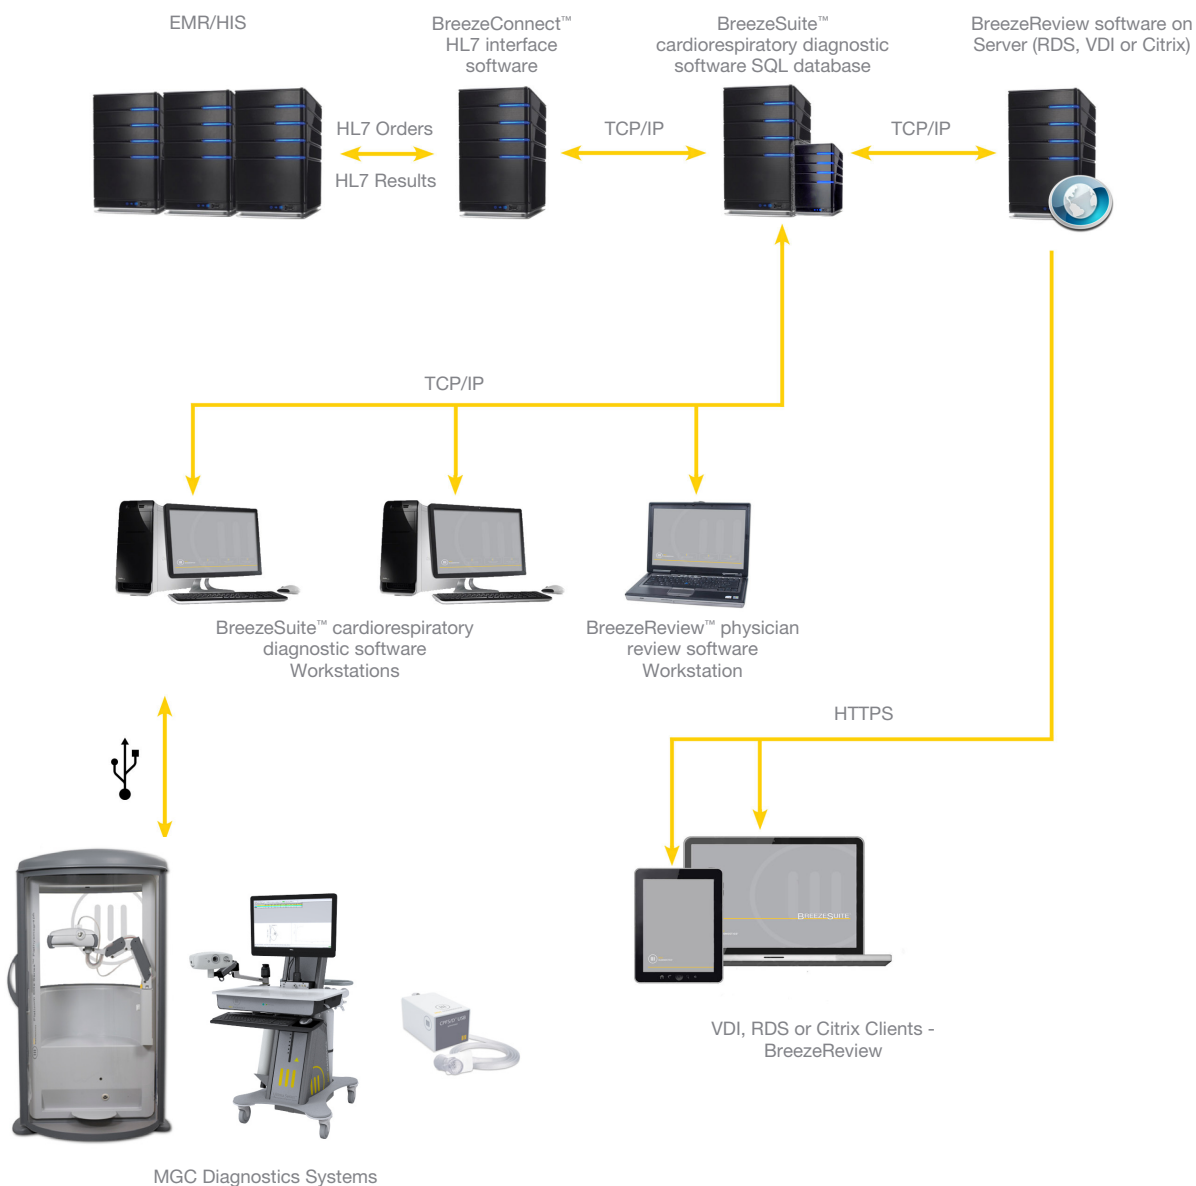 EMR/HIS
BreezeConnect™
HL7 interface
software
BreezeSuite™
cardiorespiratory diagnostic
software SQL database
BreezeReview software on
Server (RDS, VDI or Citrix)
HL7 Orders
HL7 Results
TCP/IP
TCP/IP
TCP/IP
BreezeSuite™ cardiorespiratory
diagnostic software
Workstations
BreezeReview™ physician
review software
Workstation
HTTPS
BREEZESUITE
VDI, RDS or Citrix Clients -
BreezeReview
MGC Diagnostics Systems